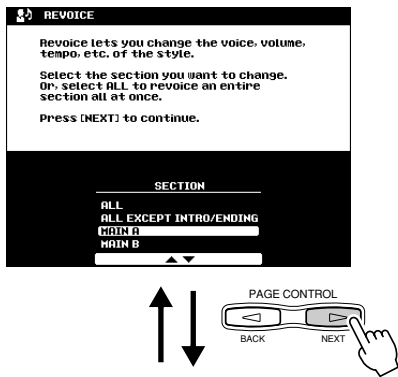 REVOICE
Revoice lets you change the voice, volume,
tempo, etc. of the style.
Select the section you want to change.
Or, select ALL to revoice an entire
section all at once.
Press [NEXT] to continue.
SECTION
ALL
ALL EXCEPT INTRO/ENDING
MAIN A
MAIN B
PAGE CONTROL
BACK NEXT